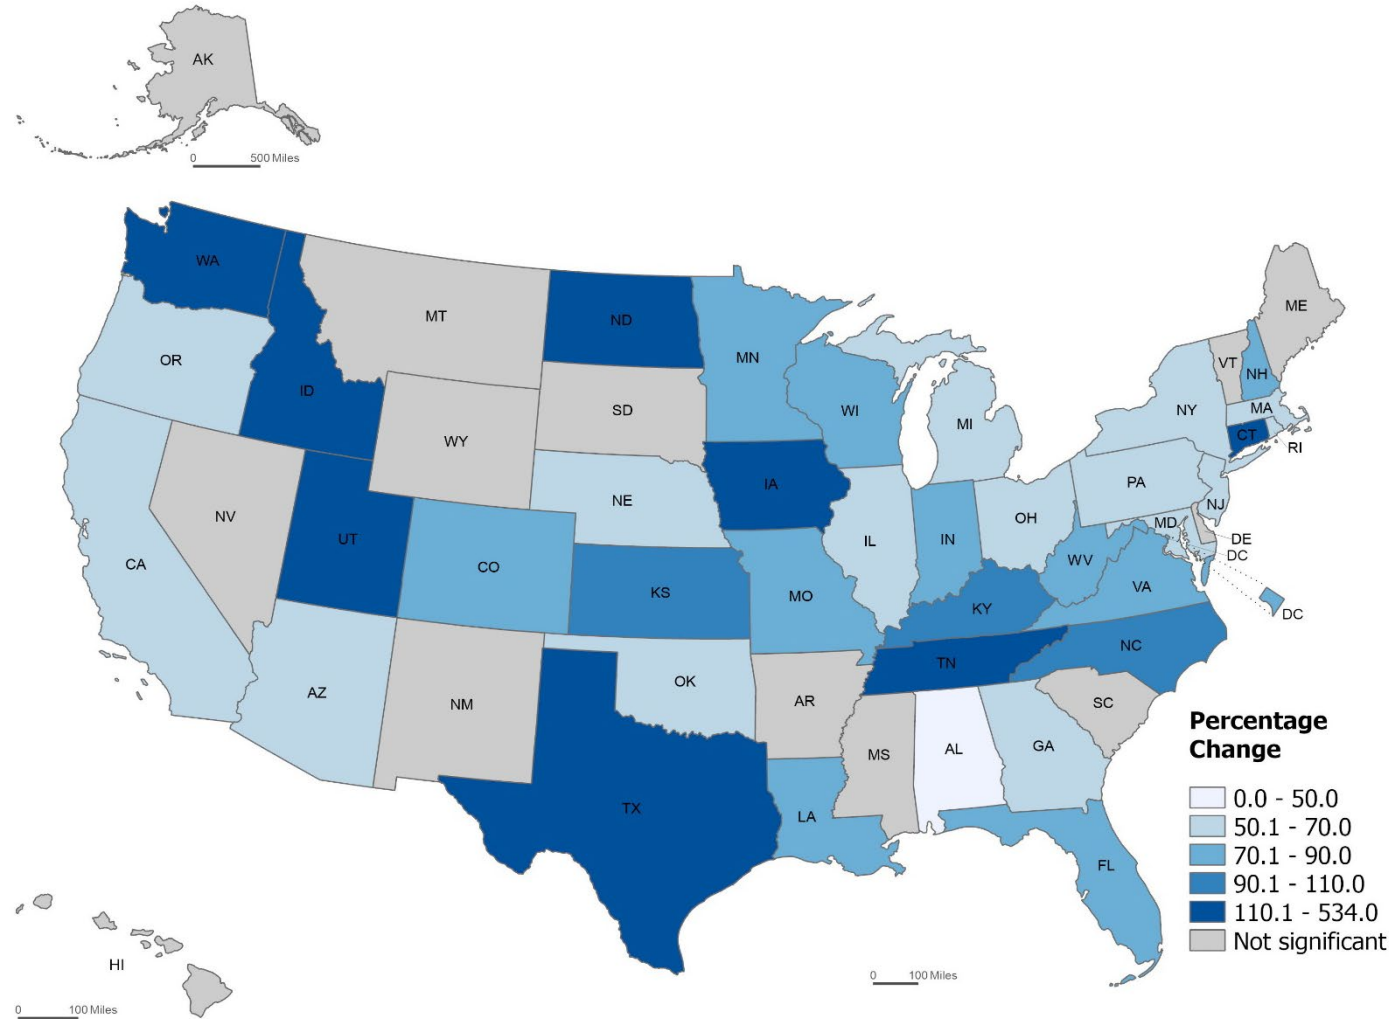 AK
0 500 Miles
WA
MT
ND
MN
ME
VT
NH
OR
ID
SD
WI
MI
NY
MA
CT
RI
WY
IA
NE
PA
NJ
NV
UT
CO
IL
IN
OH
MD
DE
DC
CA
KS
MO
WV
VA
KY
DC
NC
TN
AZ
NM
OK
AR
SC
MS
AL
GA
TX
LA
FL
Percentage
Change
0.0 - 50.0
50.1 - 70.0
70.1 - 90.0
90.1 - 110.0
110.1 - 534.0
Not significant
HI
0 100 Miles
0 100 Miles